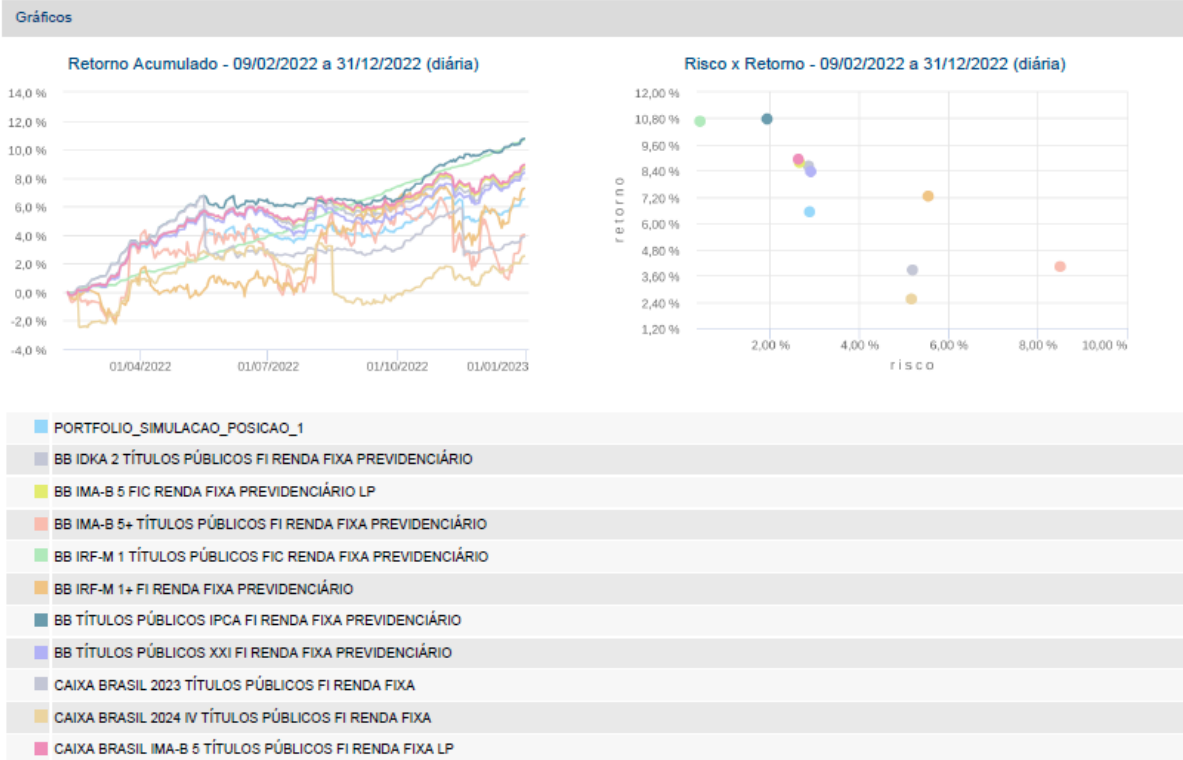 Gráficos
Retorno Acumulado - 09/02/2022 a 31/12/2022 (diária)
14,0 %
12,0 %
10,0 %
8,0 %
6,0 %
4,0 %
2,0 %
0,0 %
-2,0 %
-4,0 %
01/04/2022
01/07/2022
01/10/2022
01/01/2023
Risco x Retorno - 09/02/2022 a 31/12/2022 (diária)
retorno
12,00 %
10,80 %
9,60 %
8,40 %
7,20 %
6,00 %
4,80 %
3,60 %
2,40 %
1,20 %
2,00 %
4,00 %
6,00 %
8,00 %
10,00 %
risco
PORTFOLIO_SIMULACAO_POSICAO_1
BB IDKA 2 TÍTULOS PÚBLICOS FI RENDA FIXA PREVIDENCIÁRIO
BB IMA-B 5 FIC RENDA FIXA PREVIDENCIÁRIO LP
BB IMA-B 5+ TÍTULOS PÚBLICOS FI RENDA FIXA PREVIDENCIÁRIO
BB IRF-M 1 TÍTULOS PÚBLICOS FIC RENDA FIXA PREVIDENCIÁRIO
BB IRF-M 1+ FI RENDA FIXA PREVIDENCIÁRIO
BB TÍTULOS PÚBLICOS IPCA FI RENDA FIXA PREVIDENCIÁRIO
BB TÍTULOS PÚBLICOS XXI FI RENDA FIXA PREVIDENCIÁRIO
CAIXA BRASIL 2023 TÍTULOS PÚBLICOS FI RENDA FIXA
CAIXA BRASIL 2024 IV TÍTULOS PÚBLICOS FI RENDA FIXA
CAIXA BRASIL IMA-B 5 TÍTULOS PÚBLICOS FI RENDA FIXA LP